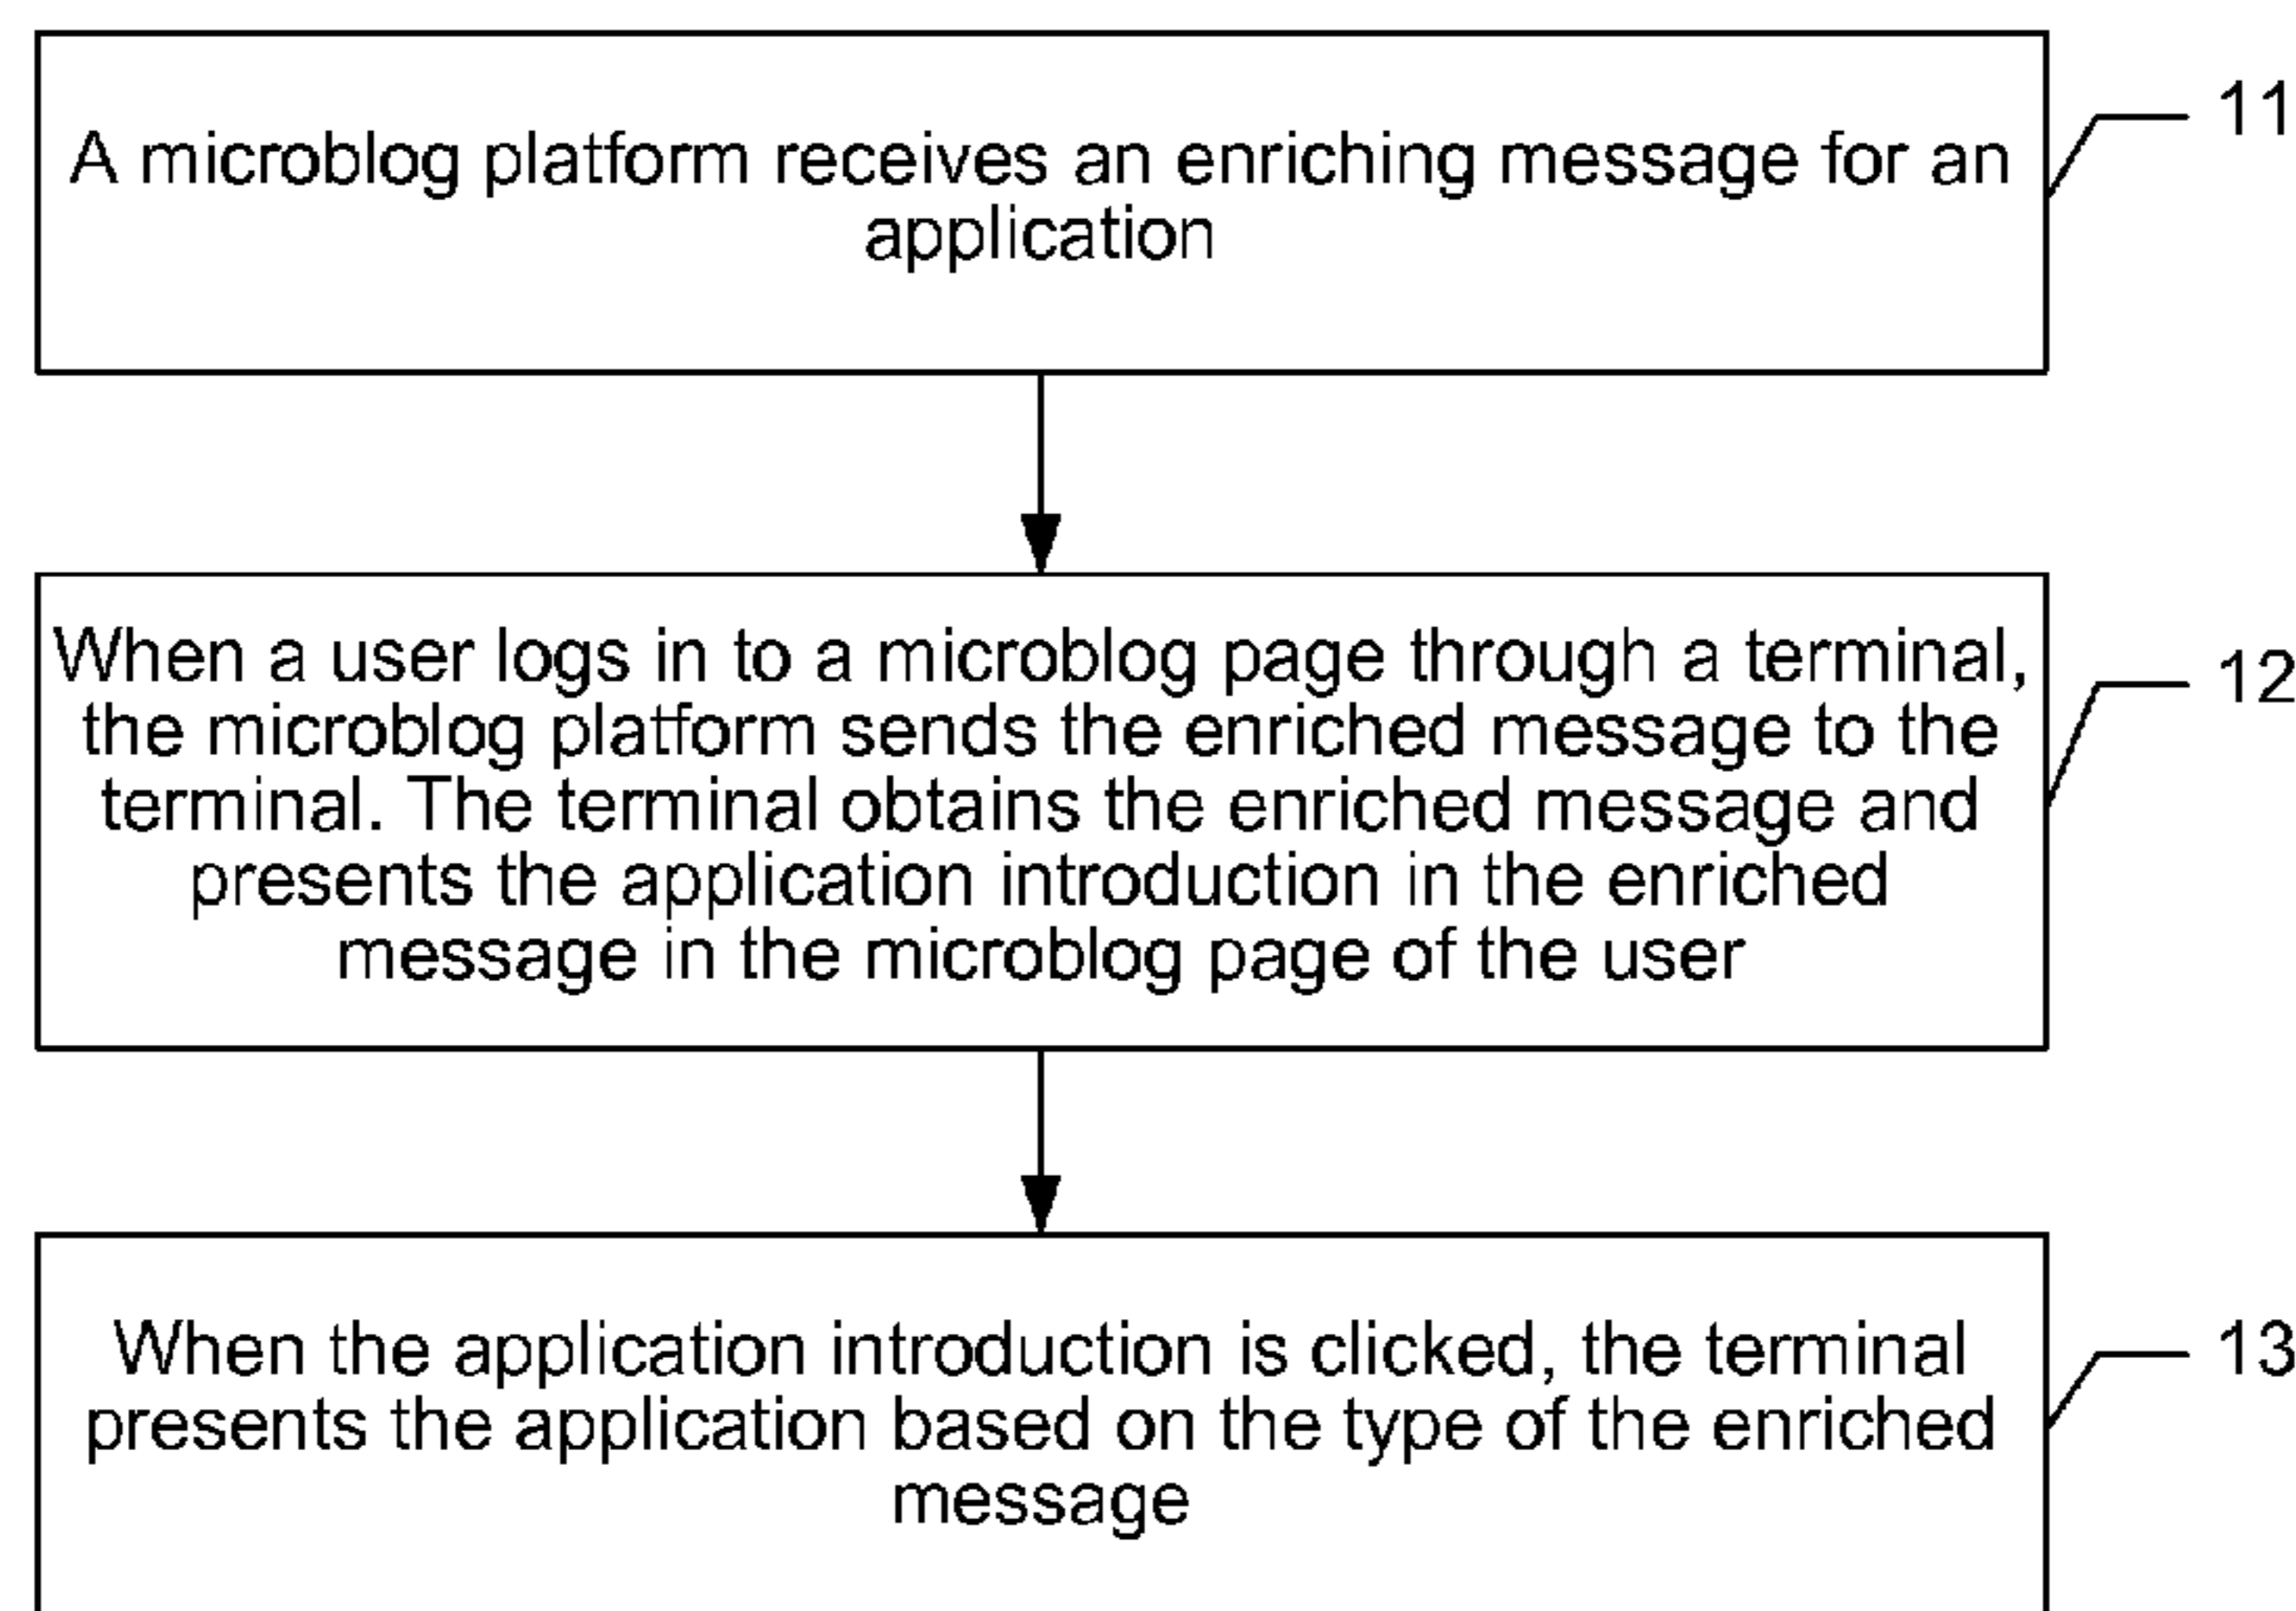 A microblog platform receives an enriching message for an
application
11
When a user logs in to a microblog page through a terminal,
the microblog platform sends the enriched message to the
terminal. The terminal obtains the enriched message and
presents the application introduction in the enriched
message in the microblog page of the user
12
When the application introduction is clicked, the terminal
presents the application based on the type of the enriched
message
13